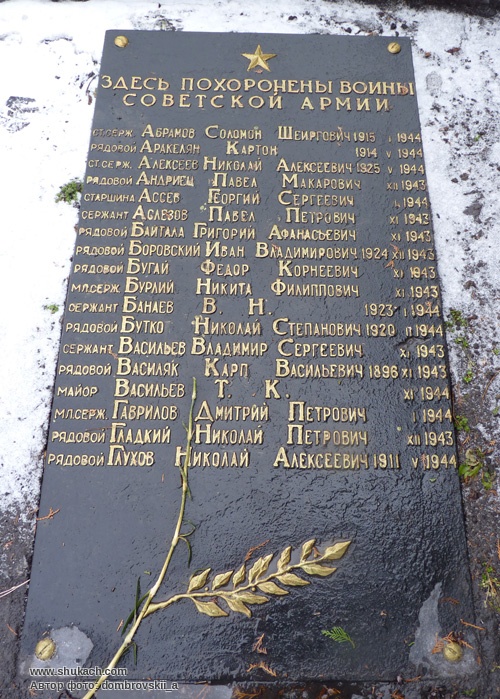 ЗДЕСЬ ПОХОРОНЕНЫ ВОИНЫ
СОВЕТСКОЙ АРМИИ
СТ.СЕРЖ. АБРАМОВ СОЛОМОН ШЕИРГОВИЧ 1915 I 1944
РЯДОВОЙ АРАКЕЛЯН КАРТОН 1914 V 1944
СТ.СЕРЖ. АЛЕКСЕЕВ НИКОЛАЙ АЛЕКСЕЕВИЧ 1925 V 1944
РЯДОВОЙ АНДРИЕЦ ПАВЕЛ МАКАРОВИЧ XII 1943
СТАРШИНА АССЕВ ГЕОРГИЙ СЕРГЕЕВИЧ I 1944
СЕРЖАНТ АСЛЕЗОВ ПАВЕЛ ПЕТРОВИЧ XI 1943
РЯДОВОЙ БАЙТАЛА ГРИГОРИЙ АФАНАСЬЕВИЧ XI 1943
РЯДОВОЙ БОРОВСКИЙ ИВАН ВЛАДИМИРОВИЧ 1924 XII 1943
РЯДОВОЙ БУГАЙ ФЕДОР КОРНЕЕВИЧ XI 1943
МЛ.СЕРЖ. БУРЛИЙ НИКИТА ФИЛИППОВИЧ XI 1943
СЕРЖАНТ БАНАЕВ В. Н. 1923 I 1944
РЯДОВОЙ БУТКО НИКОЛАЙ СТЕПАНОВИЧ 1920 II 1944
СЕРЖАНТ ВАСИЛЬЕВ ВЛАДИМИР СЕРГЕЕВИЧ XI 1943
РЯДОВОЙ ВАСИЛЯК КАРП ВАСИЛЬЕВИЧ 1896 XI 1943
МАЙОР ВАСИЛЬЕВ Т. К. XI 1944
МЛ.СЕРЖ. ГАВРИЛОВ ДМИТРИЙ ПЕТРОВИЧ I 1944
РЯДОВОЙ ГЛАДКИЙ НИКОЛАЙ ПЕТРОВИЧ XII 1943
РЯДОВОЙ ГЛУХОВ НИКОЛАЙ АЛЕКСЕЕВИЧ 1911 V 1944
www.shukach.com
Автор фото: dombrovskii_a